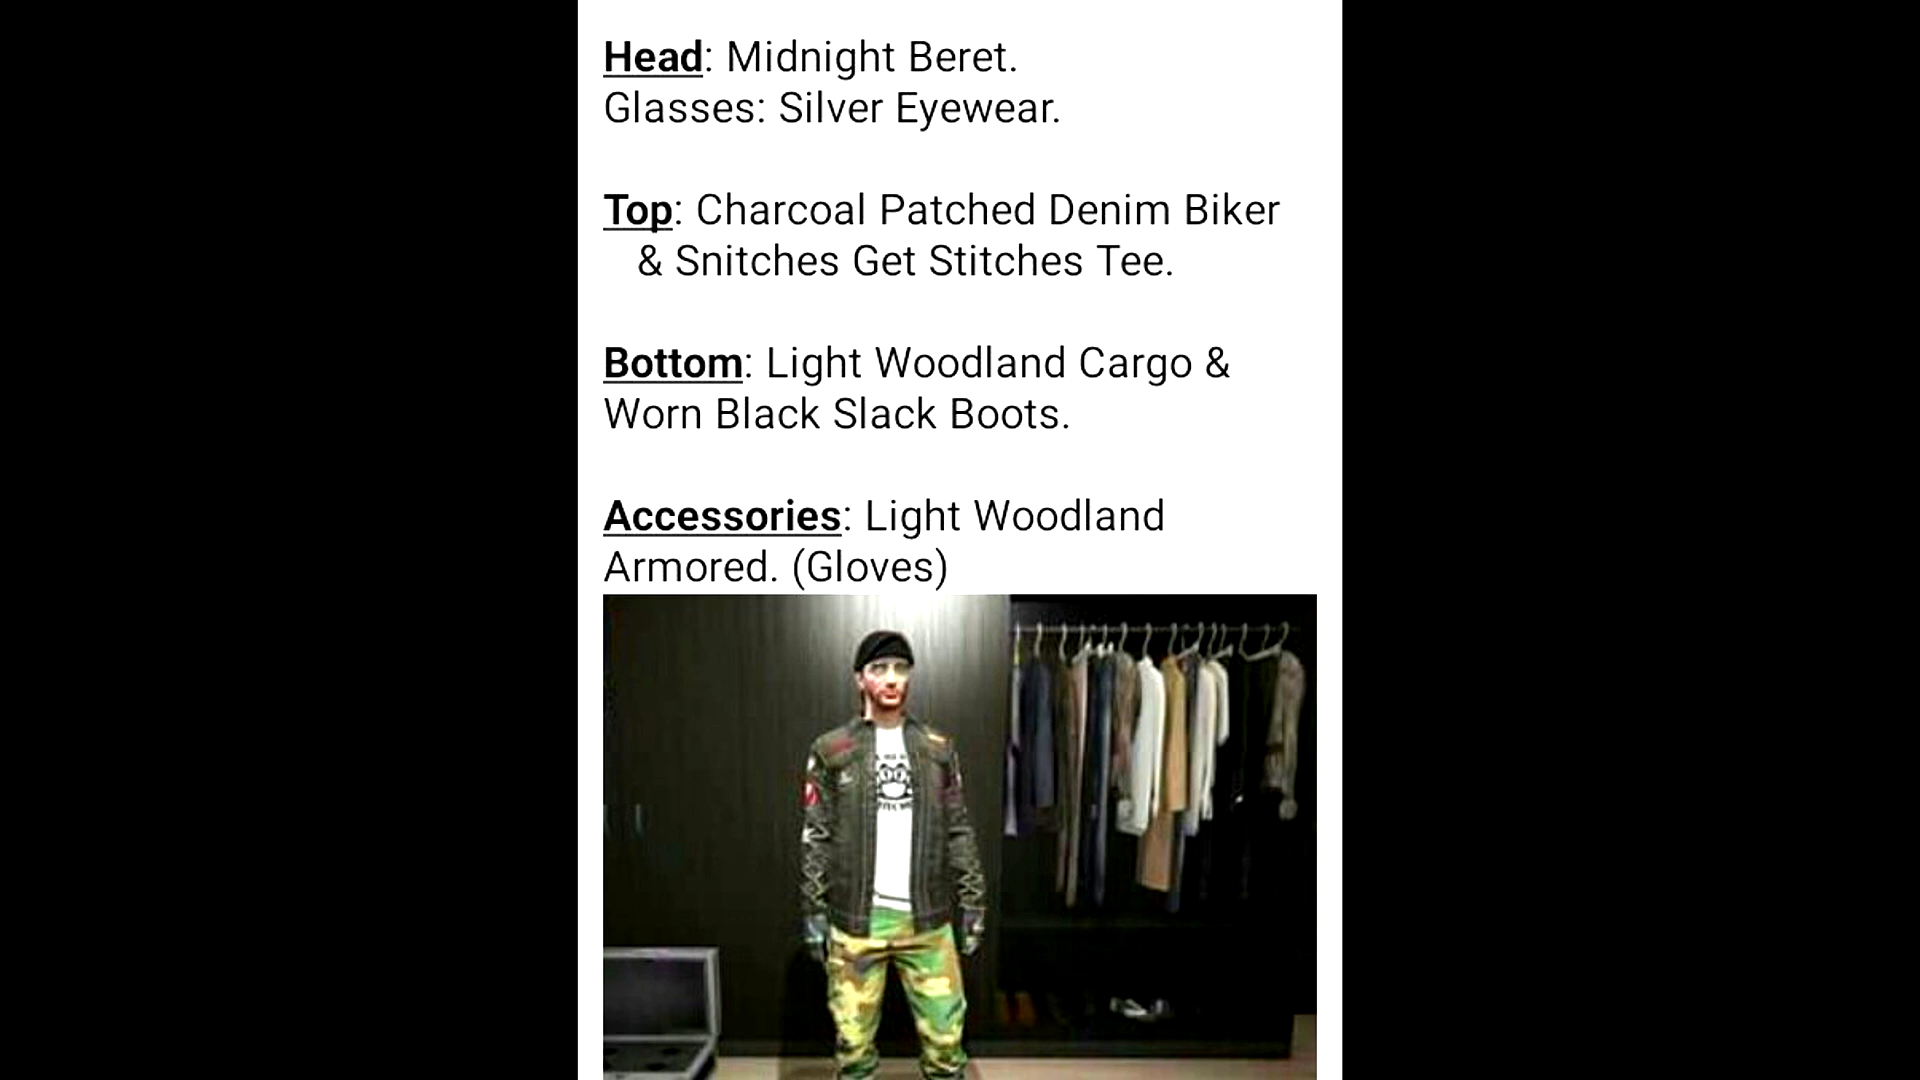 Head: Midnight Beret.
Glasses: Silver Eyewear.
Top: Charcoal Patched Denim Biker
& Snitches Get Stitches Tee.
Bottom: Light Woodland Cargo &
Worn Black Slack Boots.
Accessories: Light Woodland
Armored. (Gloves)